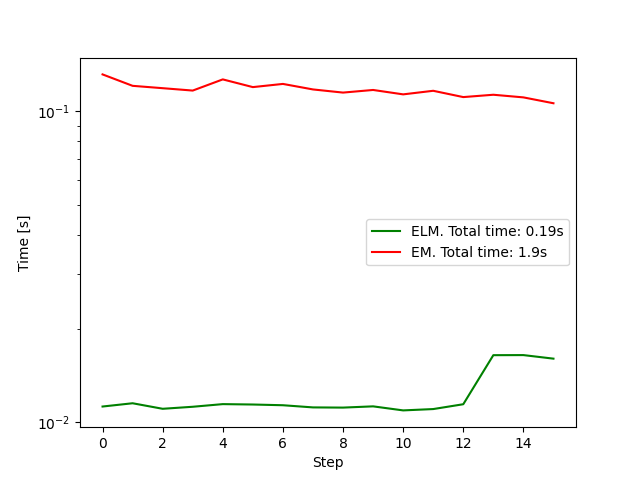 10⁻¹
10⁻²
Time [s]
ELM. Total time: 0.19s
EM. Total time: 1.9s
0 2 4 6 8 10 12 14
Step